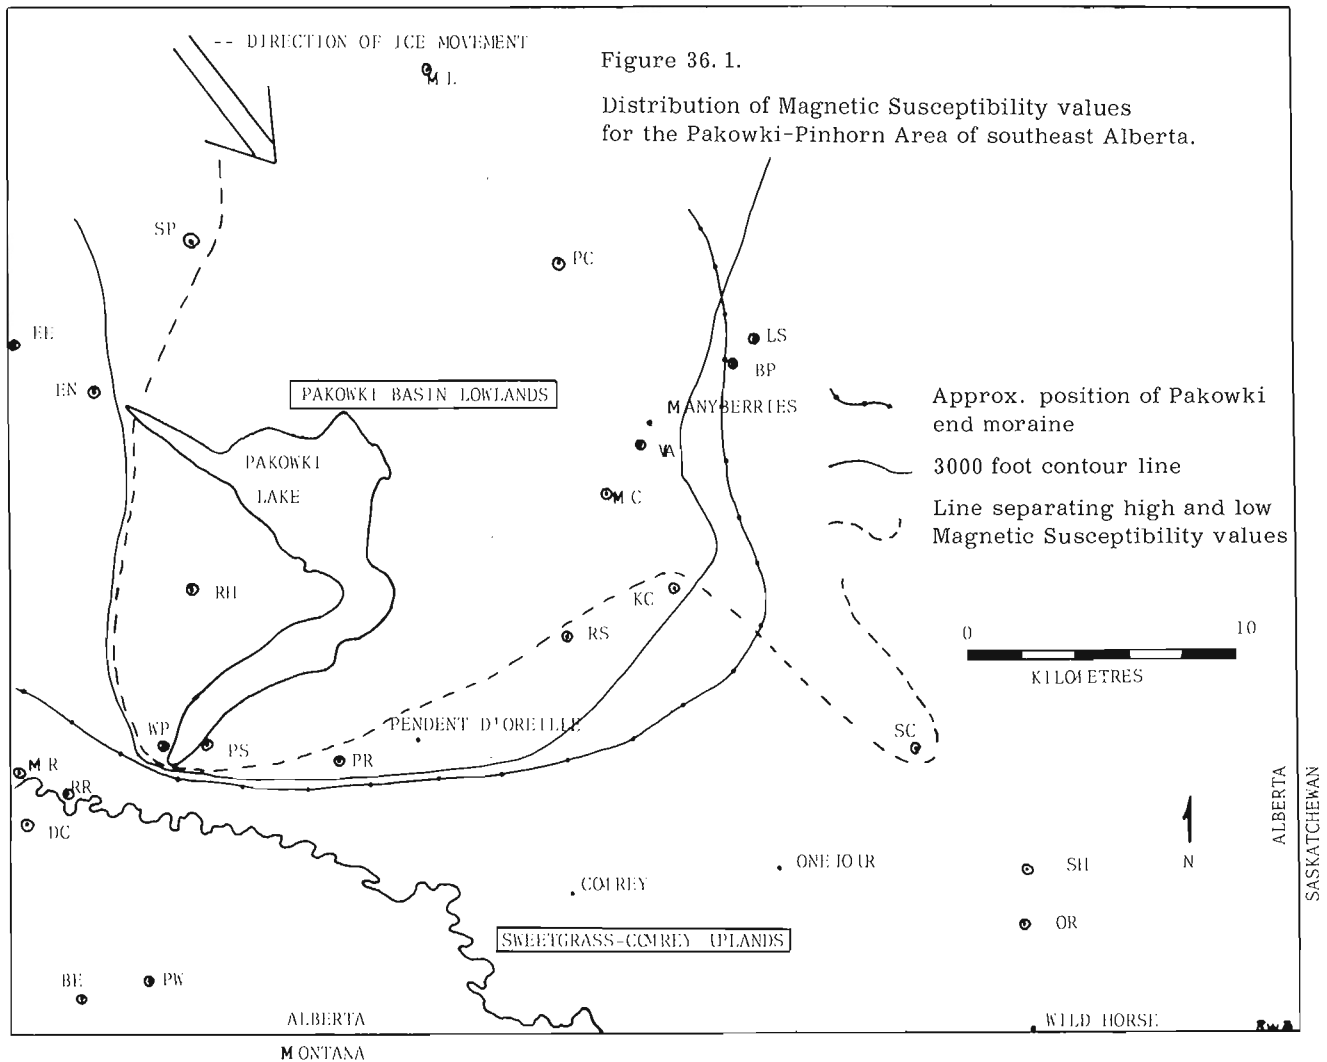 -- DIRECTION OF ICE MOVEMENT
Figure 36.1.
ML
Distribution of Magnetic Susceptibility values
for the Pakowki-Pinhorn Area of southeast Alberta.
SP
PC
EE
LS
BP
EN
PAKOWKI BASIN LOWLANDS
MANYBERRIES
Approx. position of Pakowki
end moraine
PAKOWKI
LAKE
WA
3000 foot contour line
MC
Line separating high and low
Magnetic Susceptibility values
RH
KC
RS
0 10
KILOMETRES
WP
PS
PENDENT D'OREILLE
PR
SC
MR
RR
DC
N
ALBERTA
SASKATCHEWAN
COMREY
ONEFOUR
SH
OR
SWEETGRASS-COMREY UPLANDS
BE
PW
ALBERTA
MONTANA
WILD HORSE